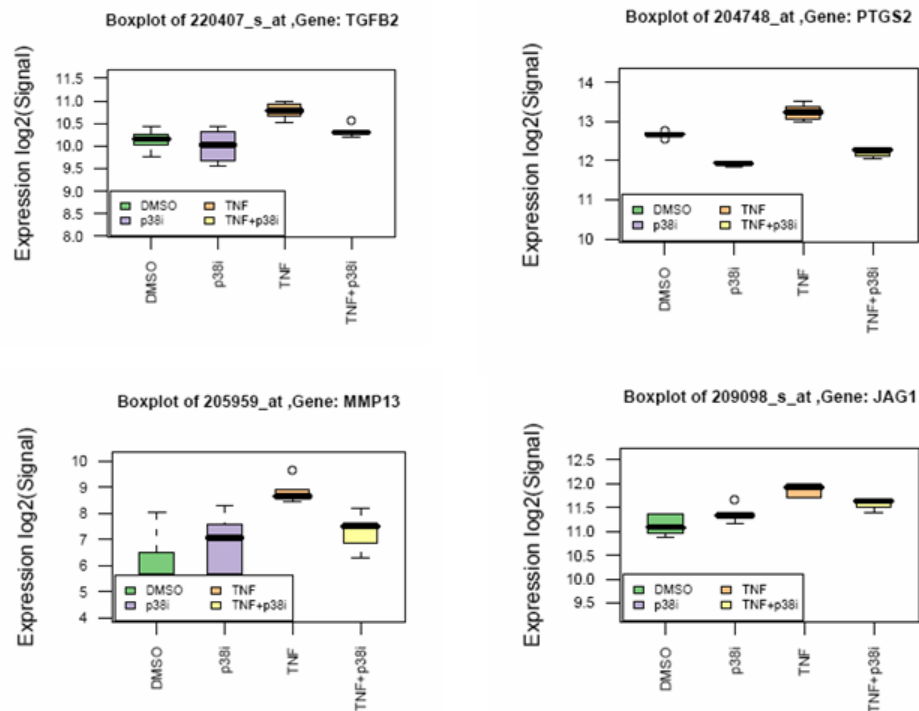 Boxplot of 220407_s_at ,Gene: TGFB2
Expression log2(Signal)
11.5
11.0
10.5
10.0
9.5
9.0
8.5
8.0
DMSO TNF
p38i TNF+p38i
DMSO
p38i
TNF
TNF+p38i
Boxplot of 204748_at ,Gene: PTGS2
Expression log2(Signal)
14
13
12
11
10
DMSO TNF
p38i TNF+p38i
DMSO
p38i
TNF
TNF+p38i
Boxplot of 205959_at ,Gene: MMP13
Expression log2(Signal)
10
9
8
7
6
5
4
DMSO TNF
p38i TNF+p38i
DMSO
p38i
TNF
TNF+p38i
Boxplot of 209098_s_at ,Gene: JAG1
Expression log2(Signal)
12.5
12.0
11.5
11.0
10.5
10.0
9.5
DMSO TNF
p38i TNF+p38i
DMSO
p38i
TNF
TNF+p38i